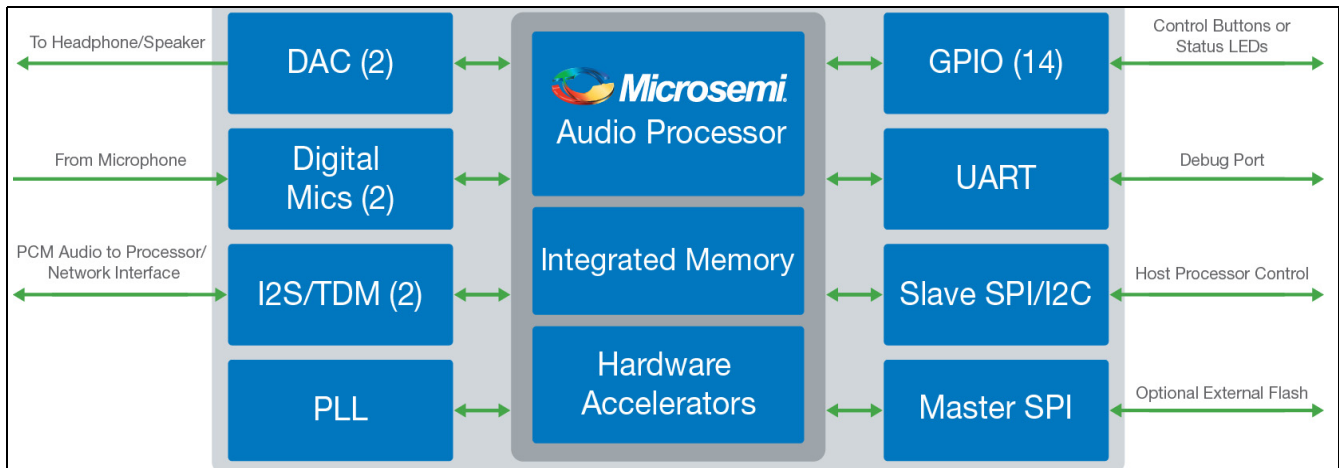 To Headphone/Speaker
DAC (2)
From Microphone
Digital
Mics (2)
PCM Audio to Processor/
Network Interface
I2S/TDM (2)
PLL
Microsemi.
Audio Processor
Integrated Memory
Hardware
Accelerators
GPIO (14)
Control Buttons or
Status LEDs
UART
Debug Port
Slave SPI/I2C
Host Processor Control
Master SPI
Optional External Flash